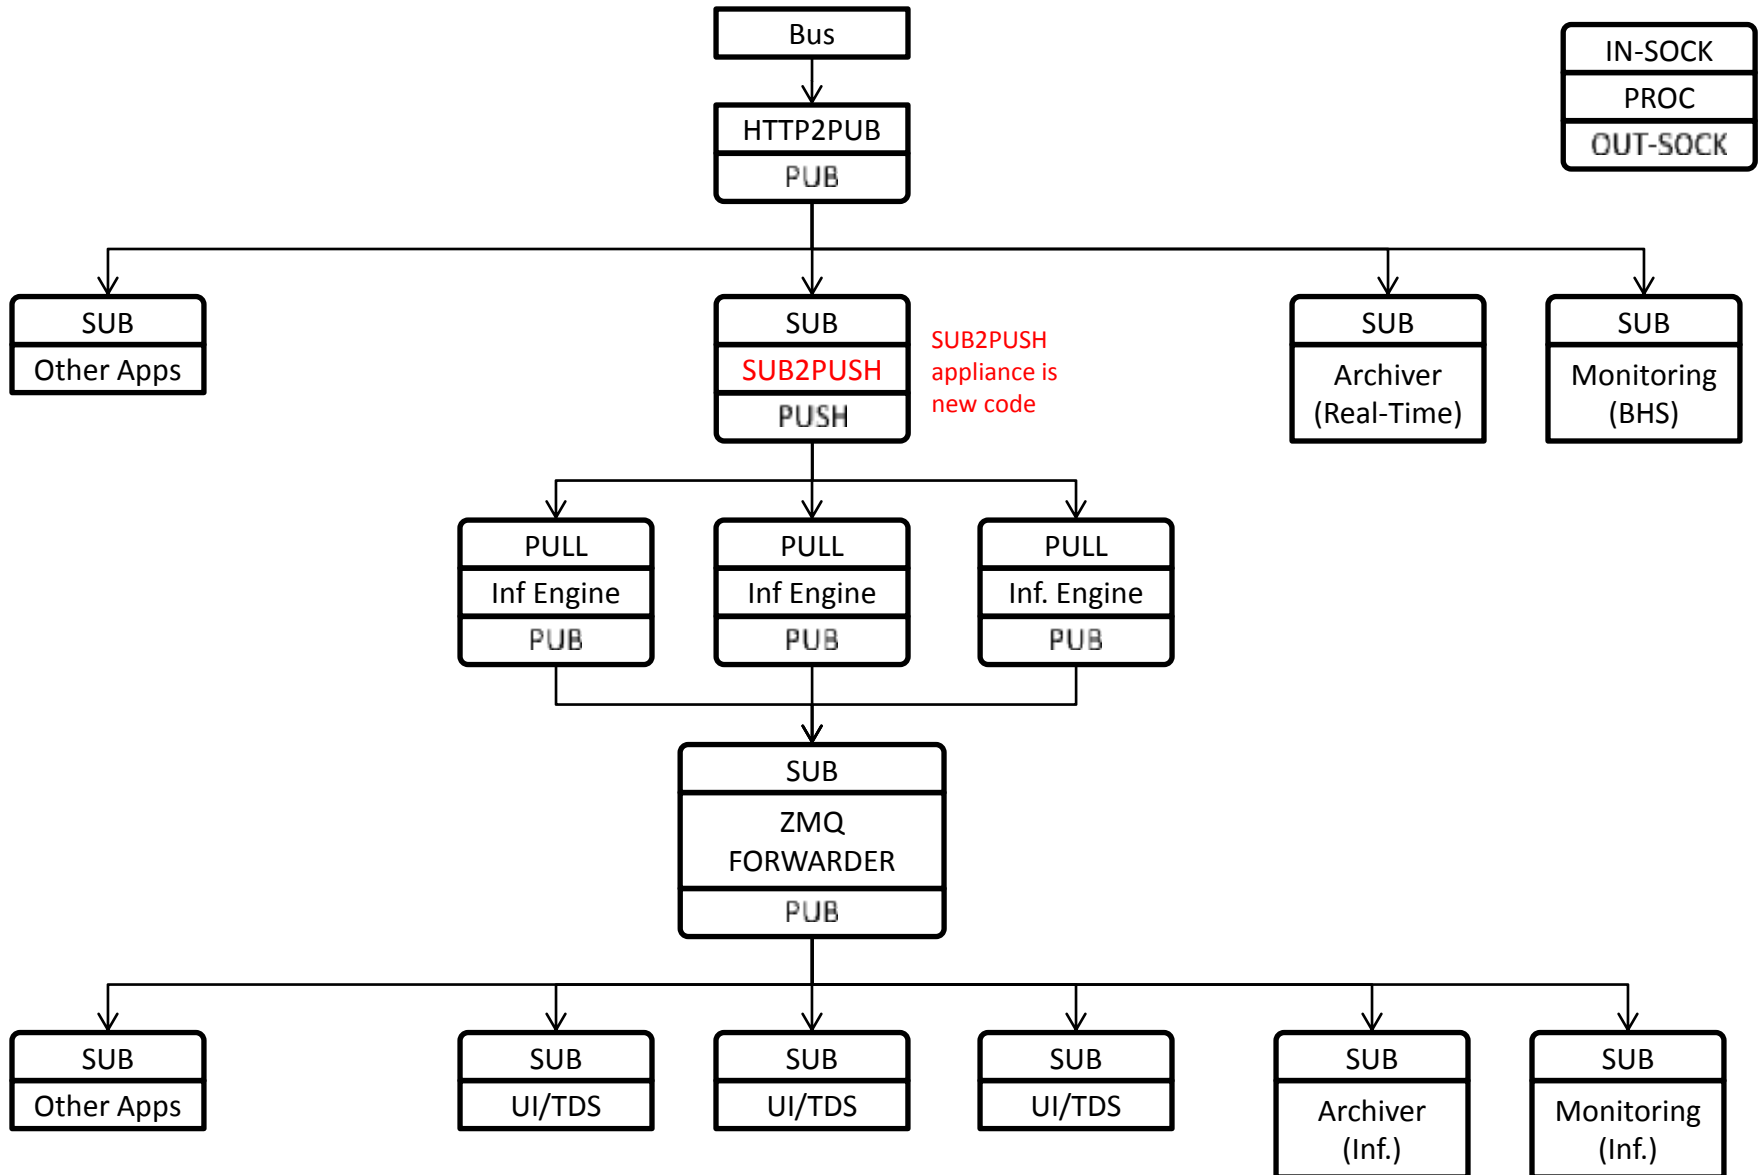 Bus
IN-SOCK
PROC
OUT-SOCK
HTTP2PUB
PUB
SUB
Other Apps
SUB
SUB2PUSH
PUSH
SUB2PUSH
appliance is
new code
SUB
Archiver
(Real-Time)
SUB
Monitoring
(BHS)
PULL
Inf Engine
PUB
PULL
Inf Engine
PUB
PULL
Inf. Engine
PUB
SUB
ZMQ
FORWARDER
PUB
SUB
Other Apps
SUB
UI/TDS
SUB
UI/TDS
SUB
UI/TDS
SUB
Archiver
(Inf.)
SUB
Monitoring
(Inf.)